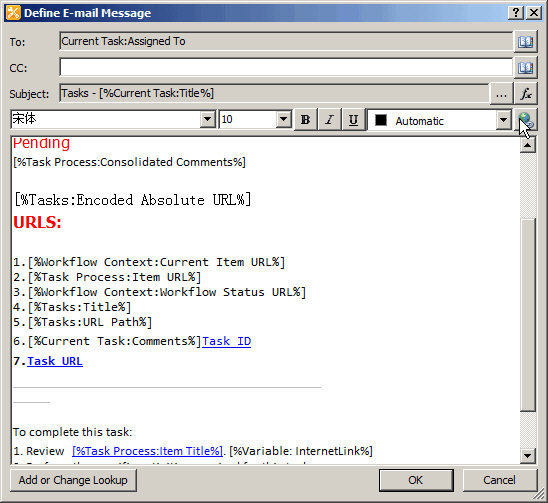 Define E-mail Message
To: Current Task:Assigned To
CC:
Subject: Tasks - [%Current Task:Title%] ... fx
宋体 10 B I U Automatic
Pending
[%Task Process:Consolidated Comments%]
[%Tasks:Encoded Absolute URL%]
URLS:
1.[%Workflow Context:Current Item URL%]
2.[%Task Process:Item URL%]
3.[%Workflow Context:Workflow Status URL%]
4.[%Tasks:Title%]
5.[%Tasks:URL Path%]
6.[%Current Task:Comments%]Task ID
7.Task URL
To complete this task:
1. Review [%Task Process:Item Title%]. [%Variable: InternetLink%]
Add or Change Lookup OK Cancel